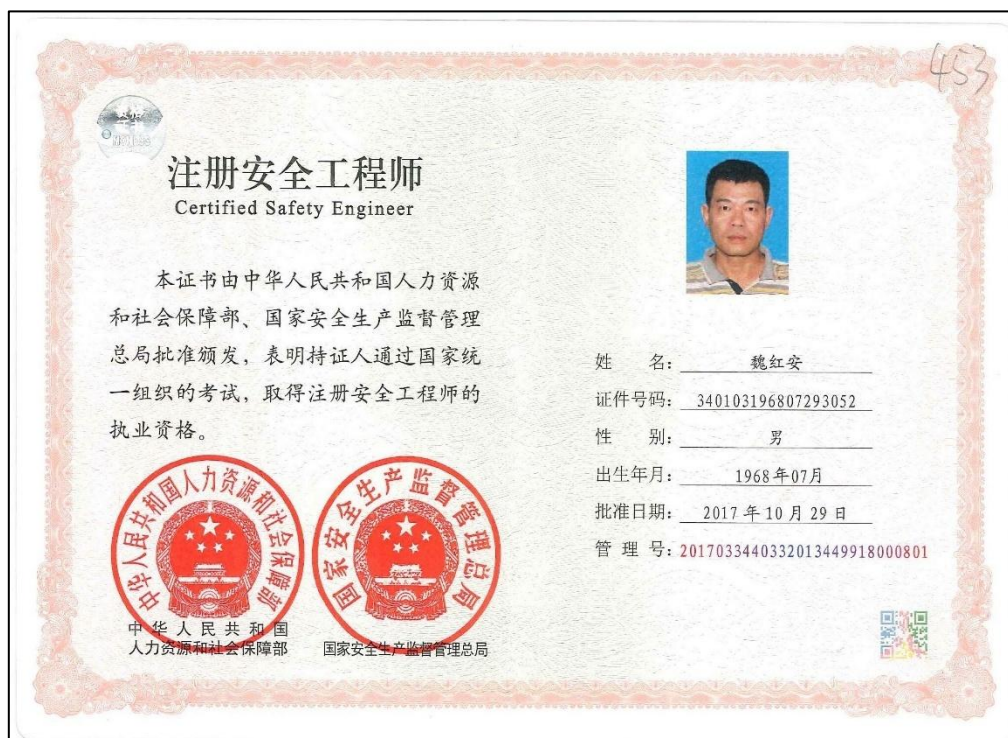 453
注册安全工程师
Certified Safety Engineer
本证书由中华人民共和国人力资源
和社会保障部、国家安全生产监督管理
总局批准颁发，表明持证人通过国家统
一组织的考试，取得注册安全工程师的
执业资格。
中华人民共和国人力资源和社会保障部
国家安全生产监督管理总局
中华人民共和国
人力资源和社会保障部
国家安全生产监督管理总局
姓 名： 魏红安
证件号码： 340103196807293052
性 别： 男
出生年月： 1968年07月
批准日期： 2017年10月29日
管 理 号：2017033440332013449918000801